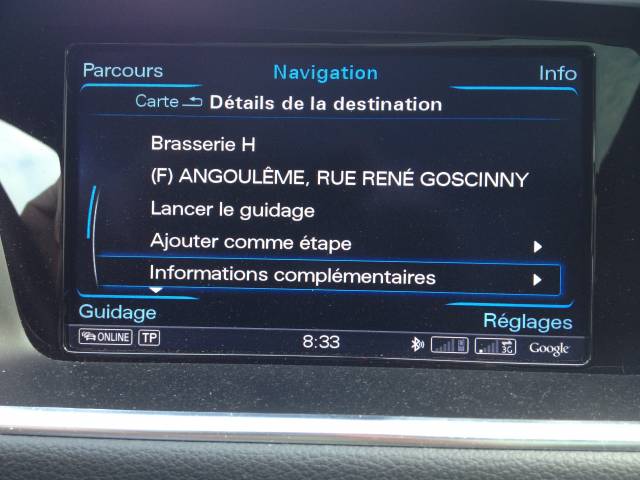 Parcours Navigation Info
Carte Détails de la destination
Brasserie H
(F) ANGOULÊME, RUE RENÉ GOSCINNY
Lancer le guidage
Ajouter comme étape
Informations complémentaires
Guidage Réglages
ONLINE TP 8:33 3G Google